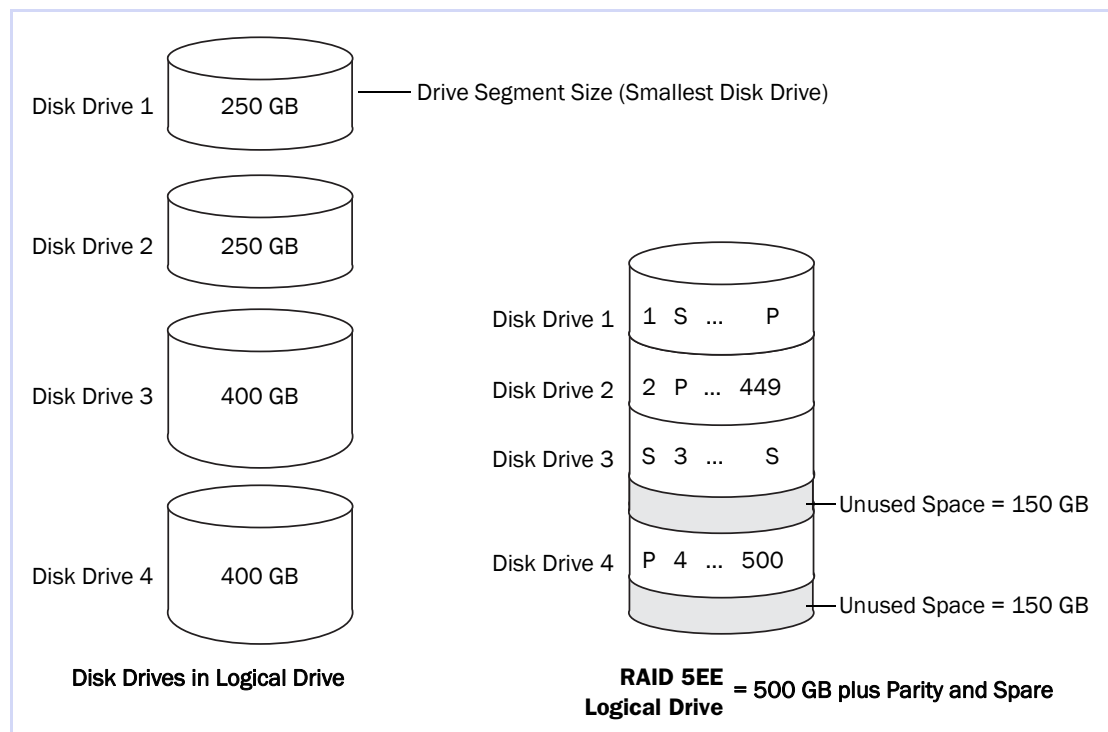 Disk Drive 1
250 GB
Drive Segment Size (Smallest Disk Drive)
Disk Drive 2
250 GB
Disk Drive 3
400 GB
Disk Drive 4
400 GB
Disk Drives in Logical Drive
Disk Drive 1
1 S ... P
Disk Drive 2
2 P ... 449
Disk Drive 3
S 3 ... S
Unused Space = 150 GB
Disk Drive 4
P 4 ... 500
Unused Space = 150 GB
RAID 5EE
Logical Drive
= 500 GB plus Parity and Spare